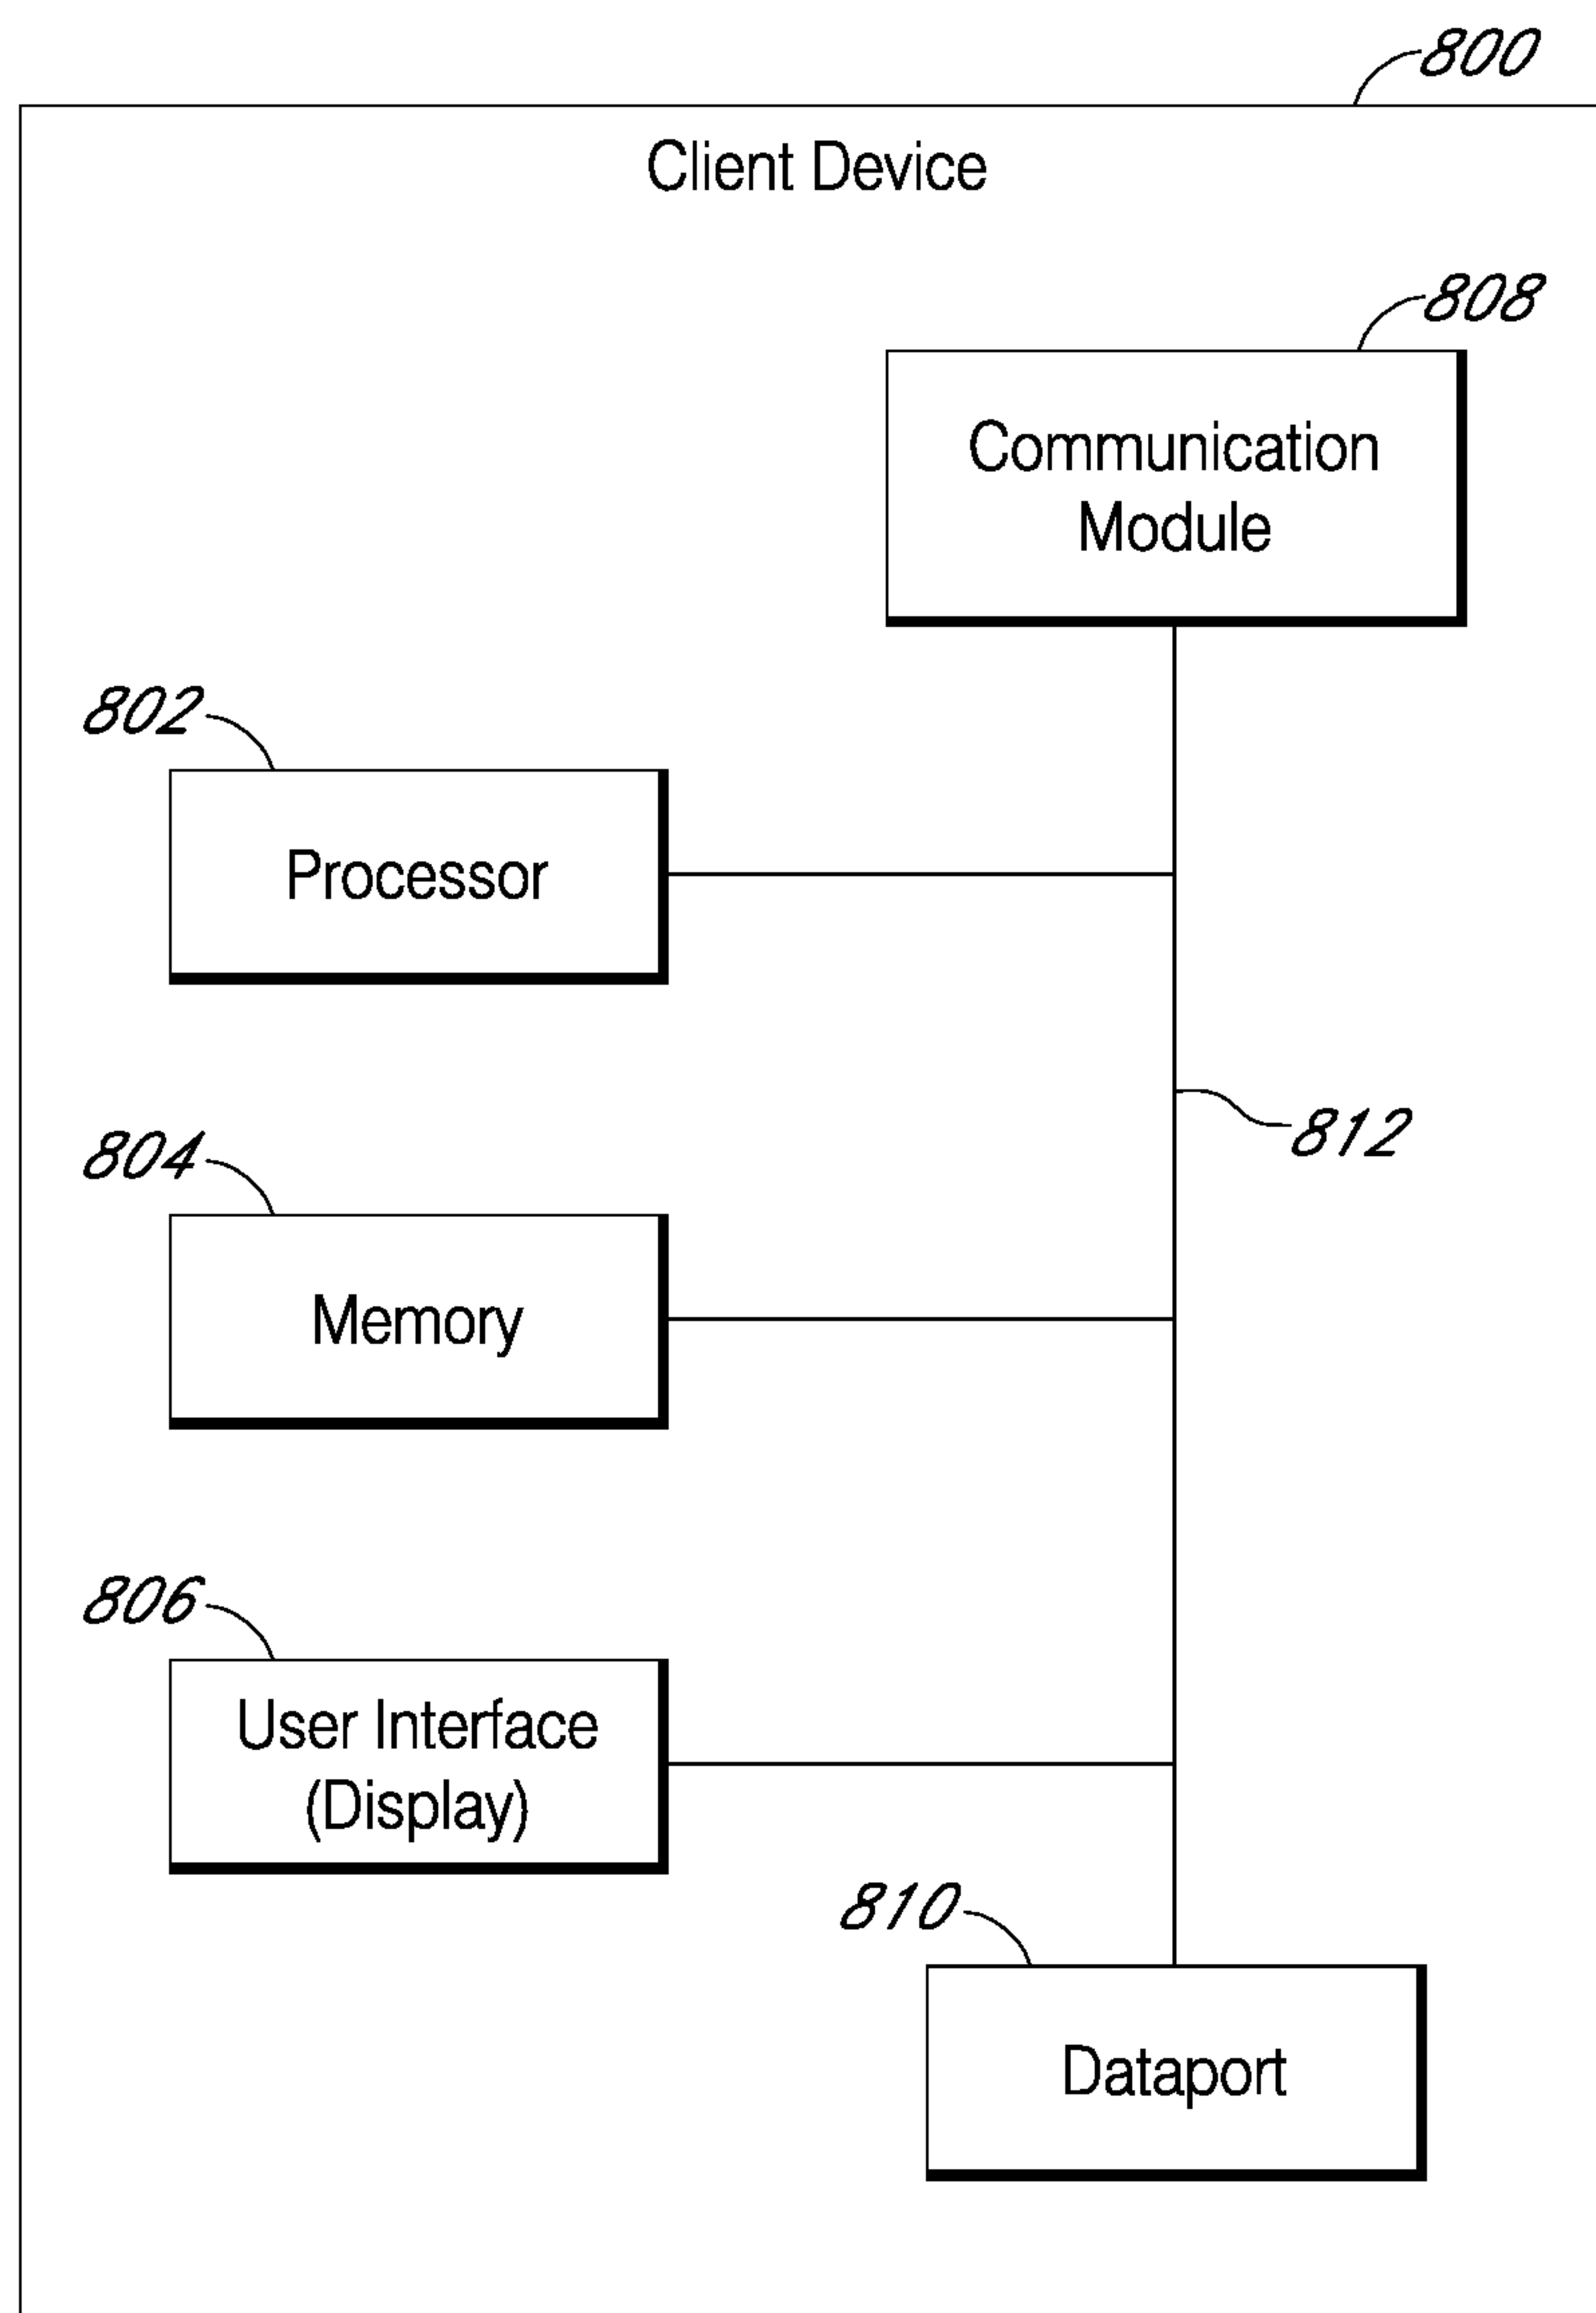 800
Client Device
808
Communication
Module
802
Processor
812
804
Memory
806
User Interface
(Display)
810
Dataport